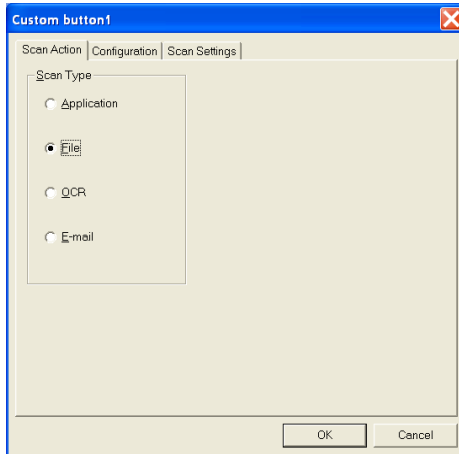 Custom button1
Scan Action Configuration Scan Settings
Scan Type
Application
File
OCR
E-mail
OK Cancel